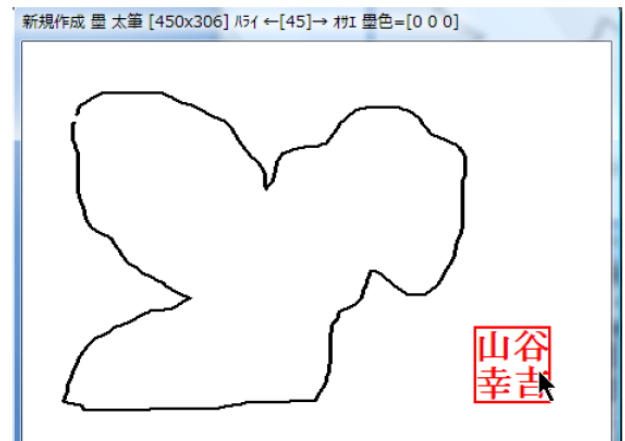 新規作成 墨 太筆 [450x306] ﾊﾗｲ ←[45]→ ｵｻｴ 墨色=[0 0 0]
山谷
幸吉